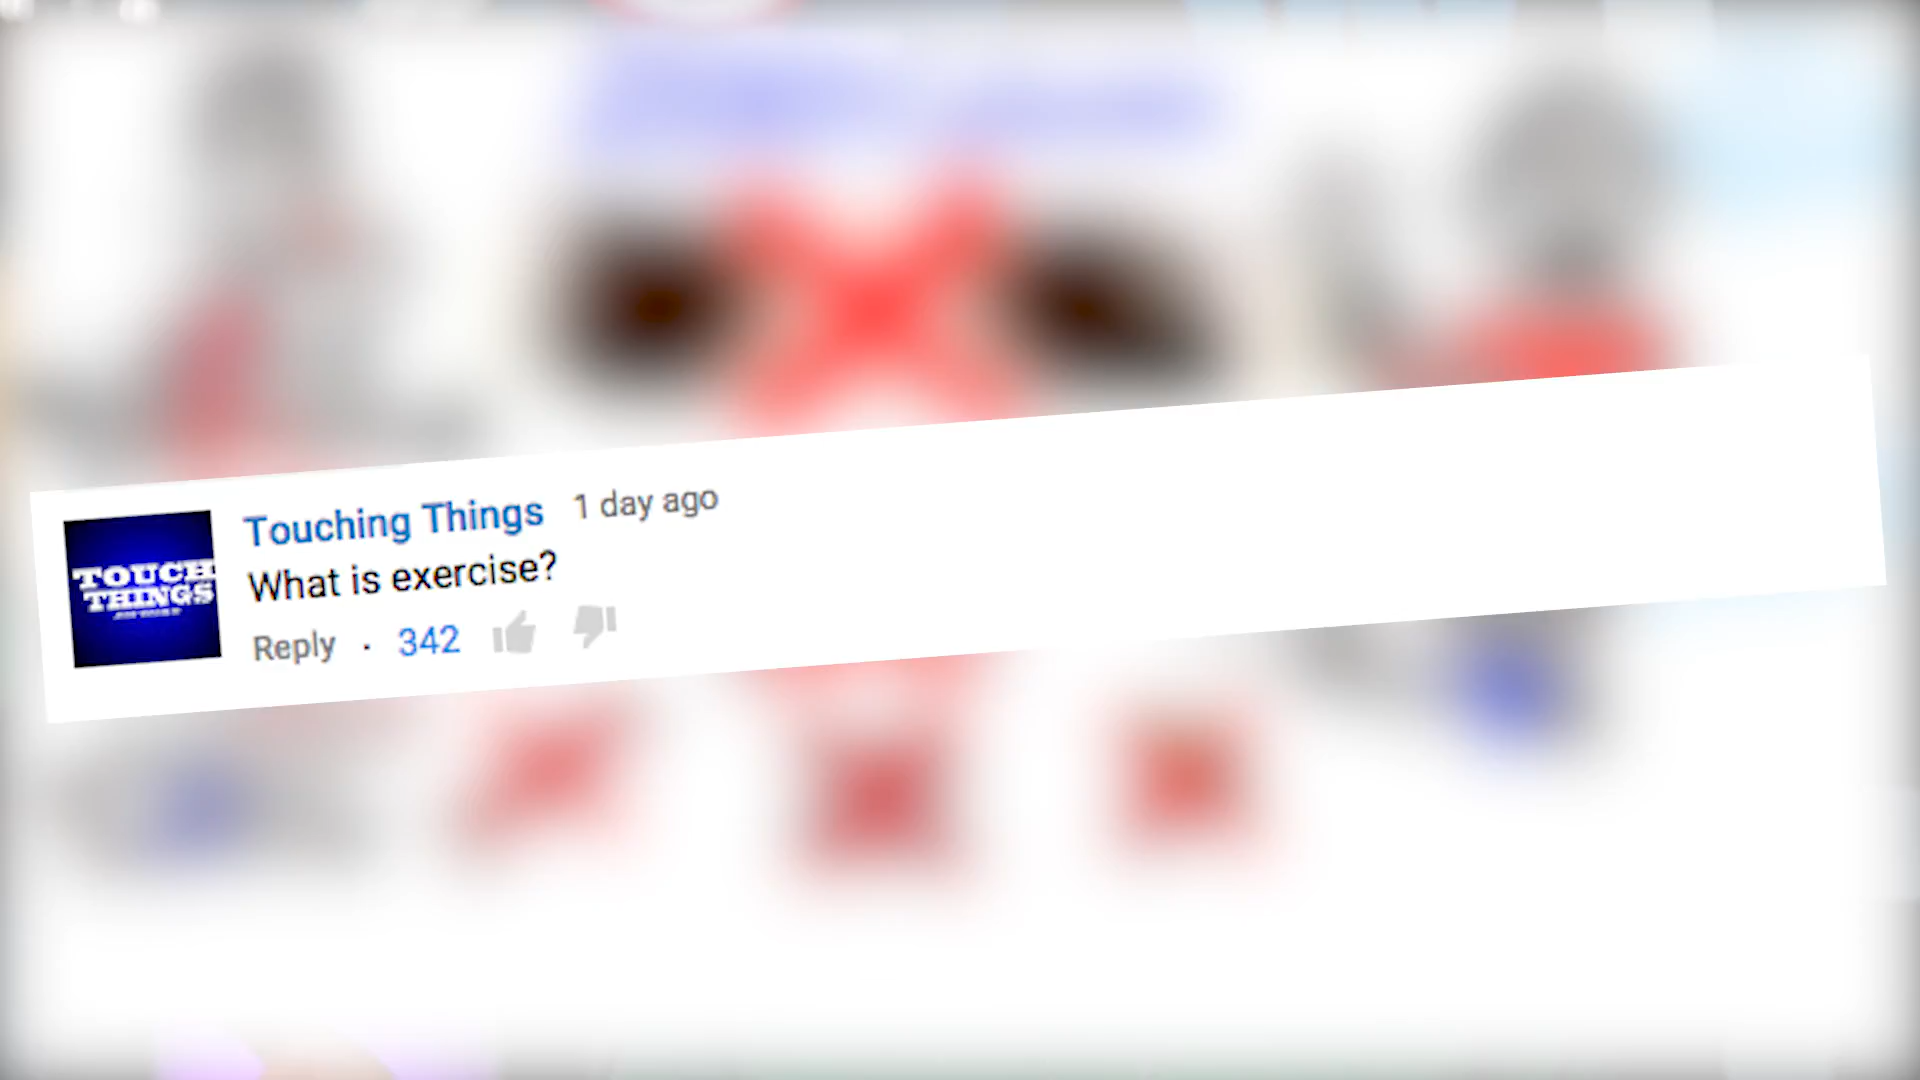 Touching Things 1 day ago
What is exercise?
Reply · 342
TOUCH
THINGS